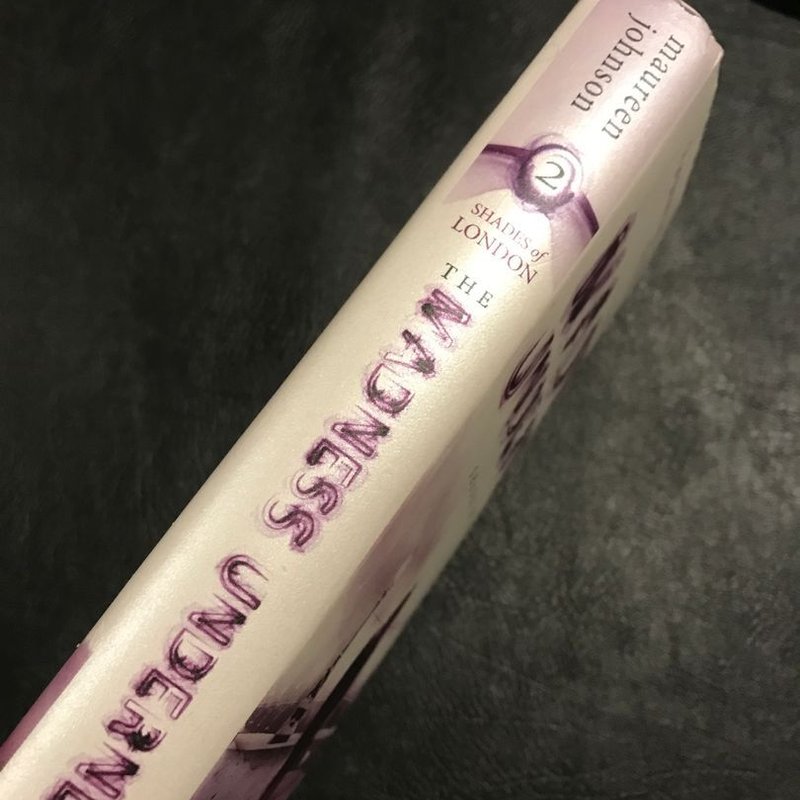 maureen
johnson
2
SHADES of
LONDON
THE
MADNESS UNDERNE